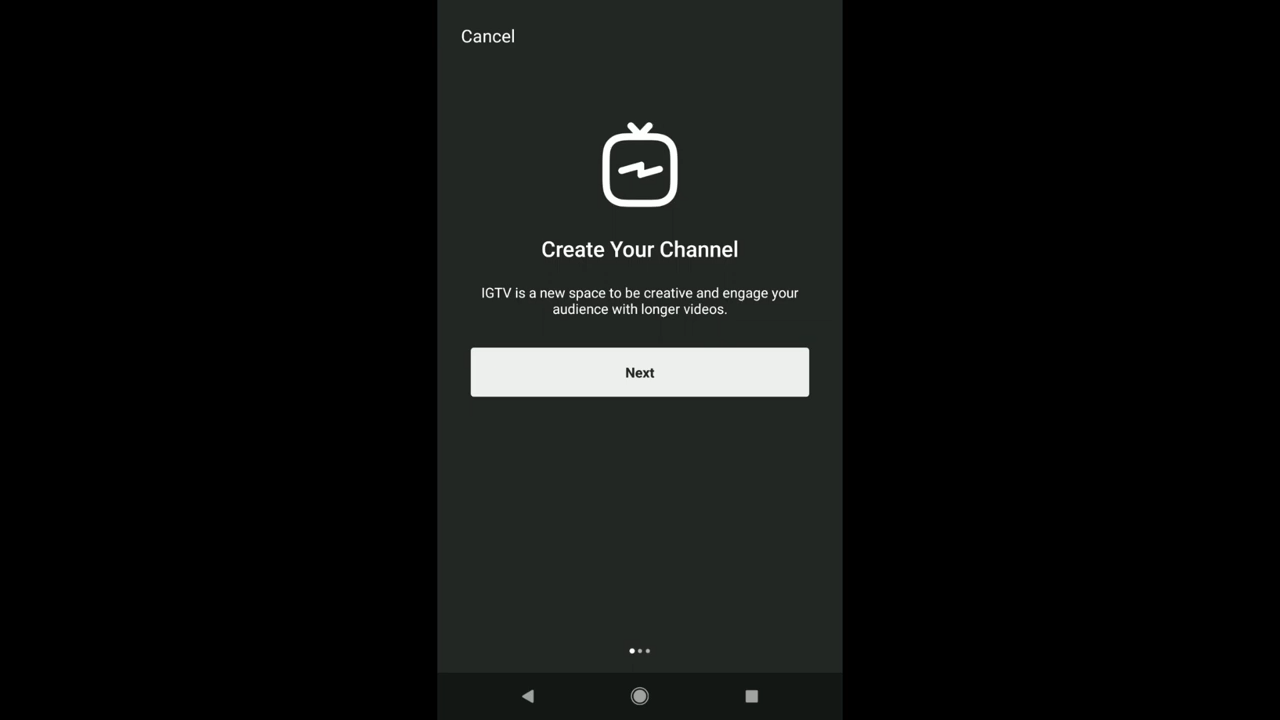 Cancel
Create Your Channel
IGTV is a new space to be creative and engage your
audience with longer videos.
Next